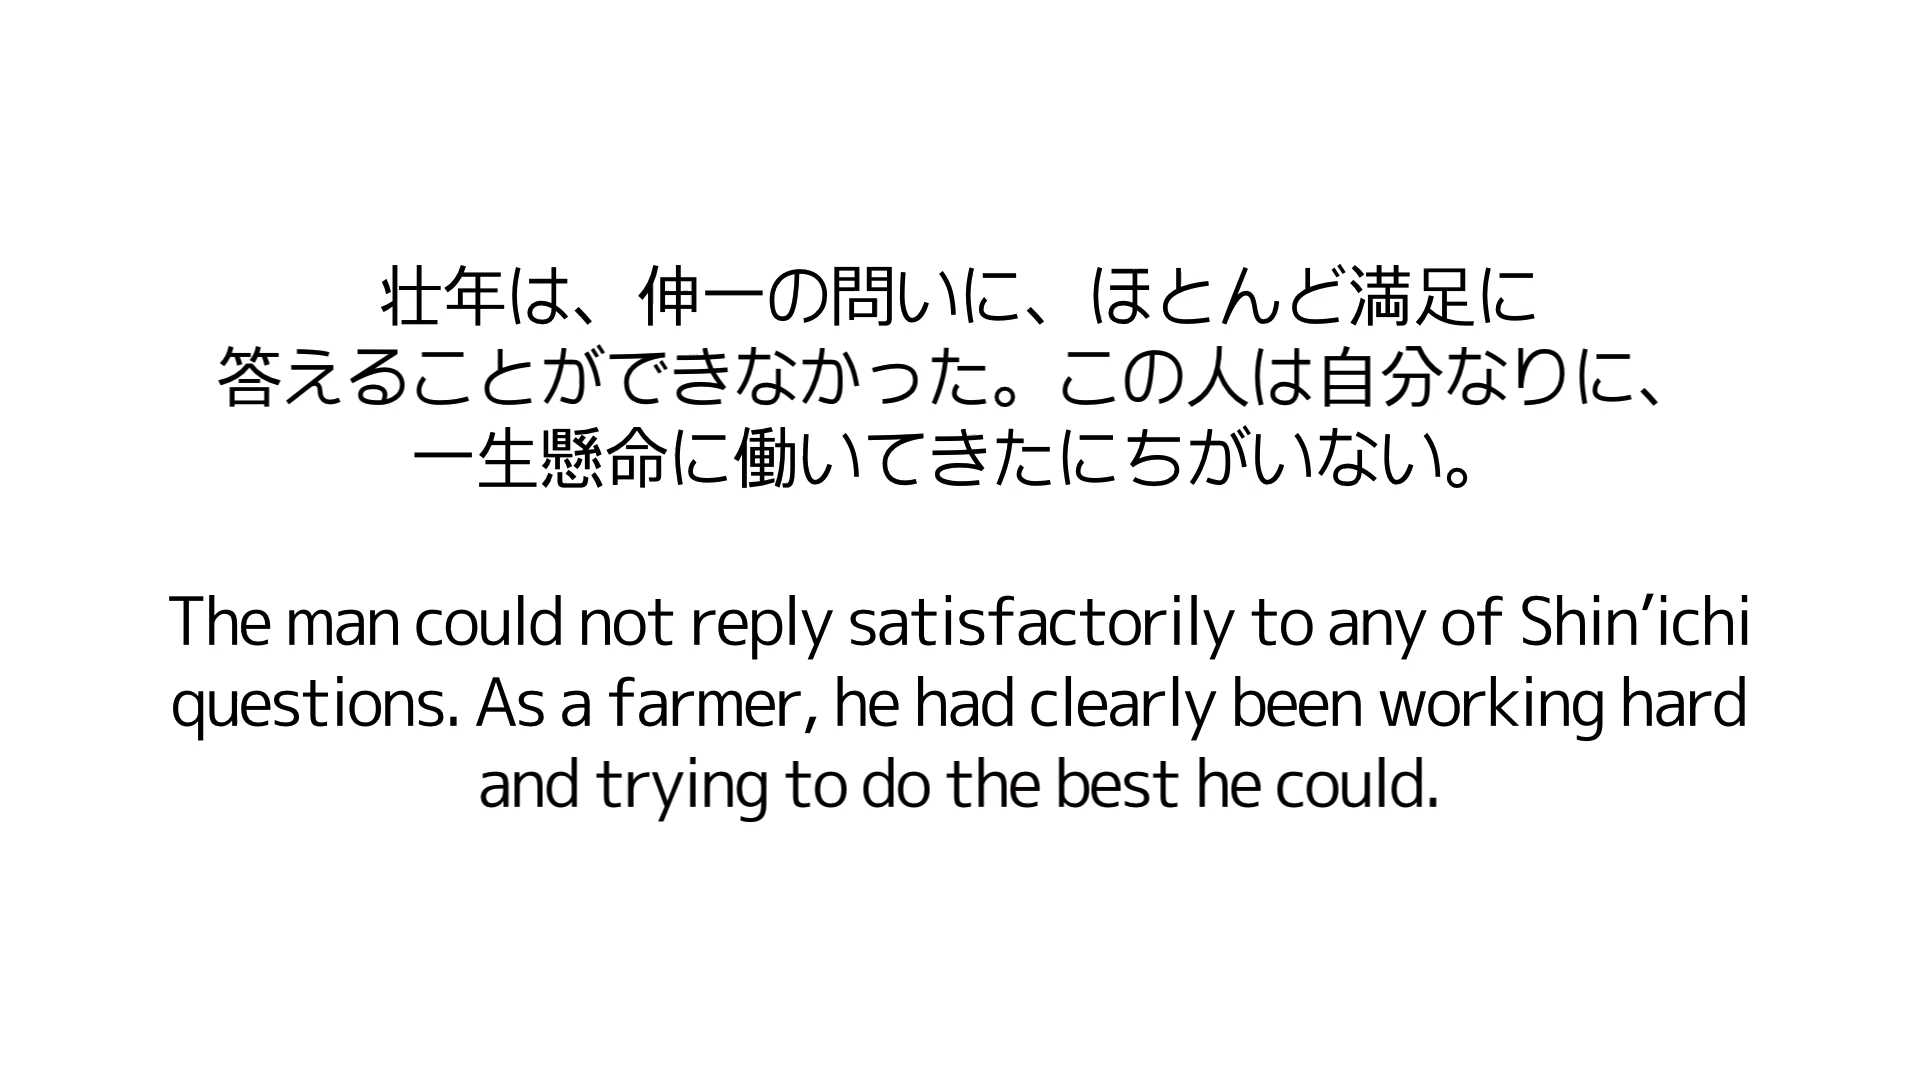 壮年は、伸一の問いに、ほとんど満足に
答えることができなかった。この人は自分なりに、
一生懸命に働いてきたにちがいない。
The man could not reply satisfactorily to any of Shin’ichi
questions. As a farmer, he had clearly been working hard
and trying to do the best he could.